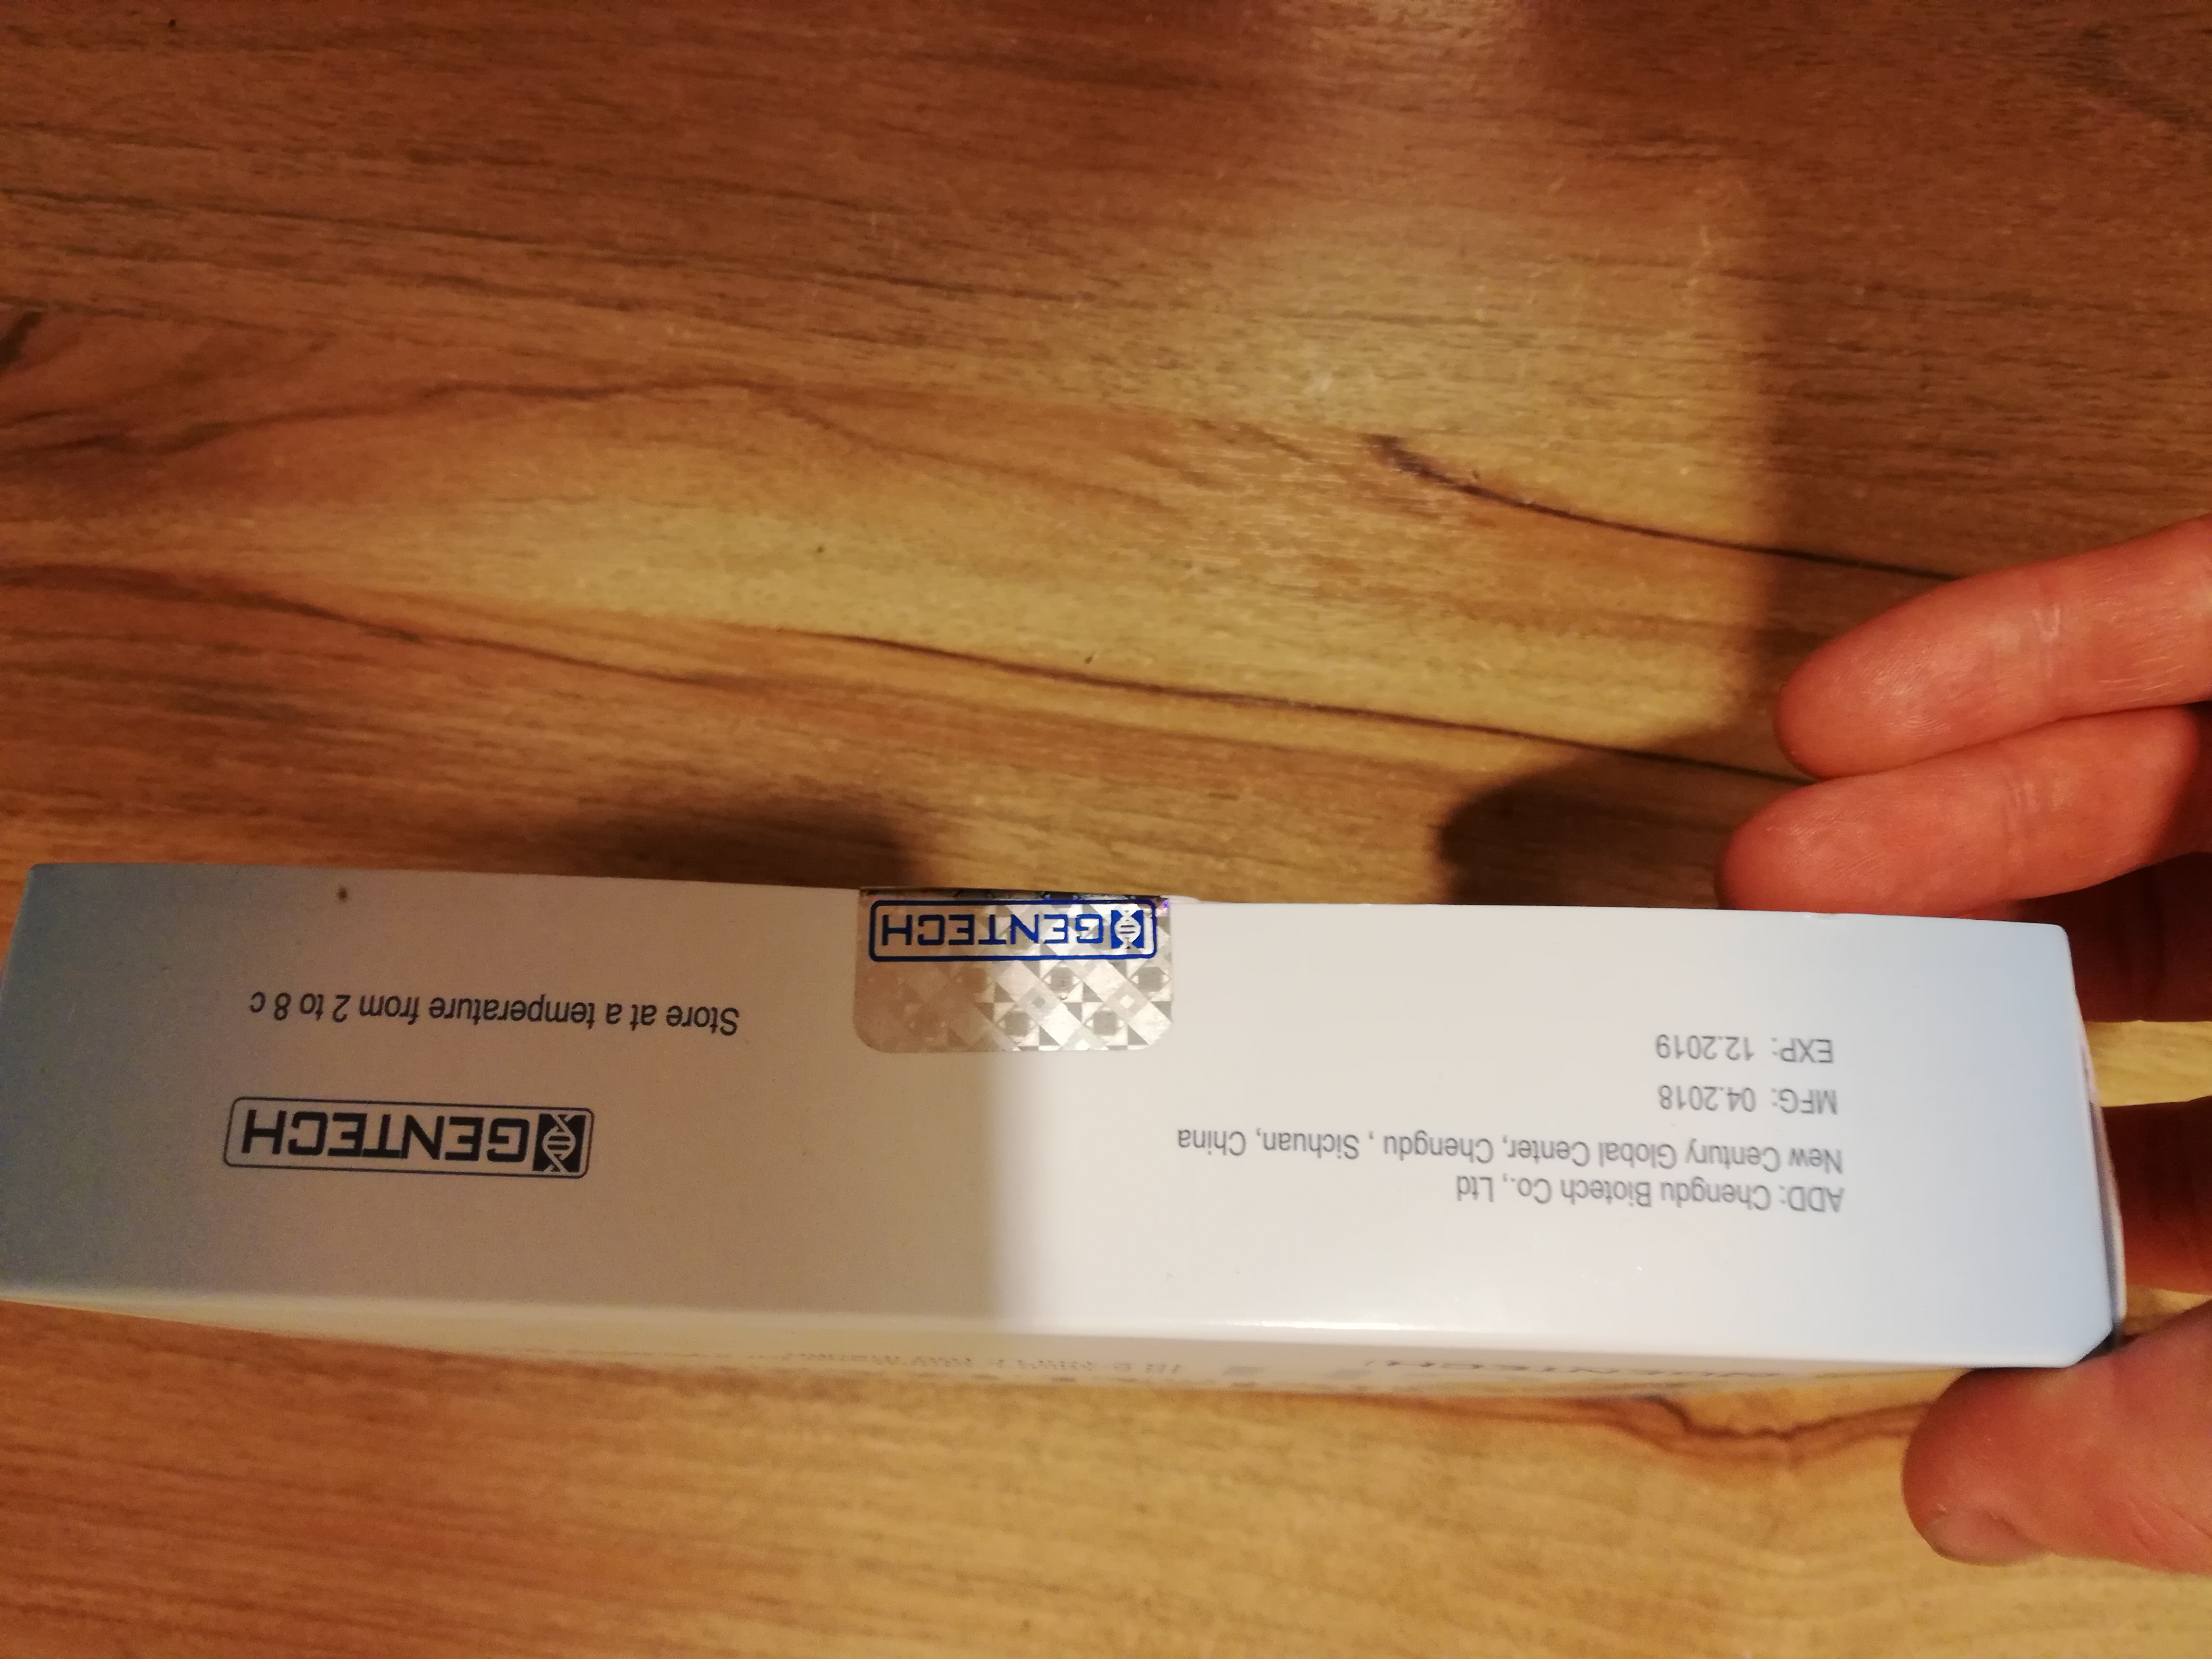 ADD: Chengdu Biotech Co., Ltd
New Century Global Center, Chengdu , Sichuan, China
MFG: 04.2018
EXP: 12.2019
GENTECH
GENTECH
Store at a temperature from 2 to 8 c